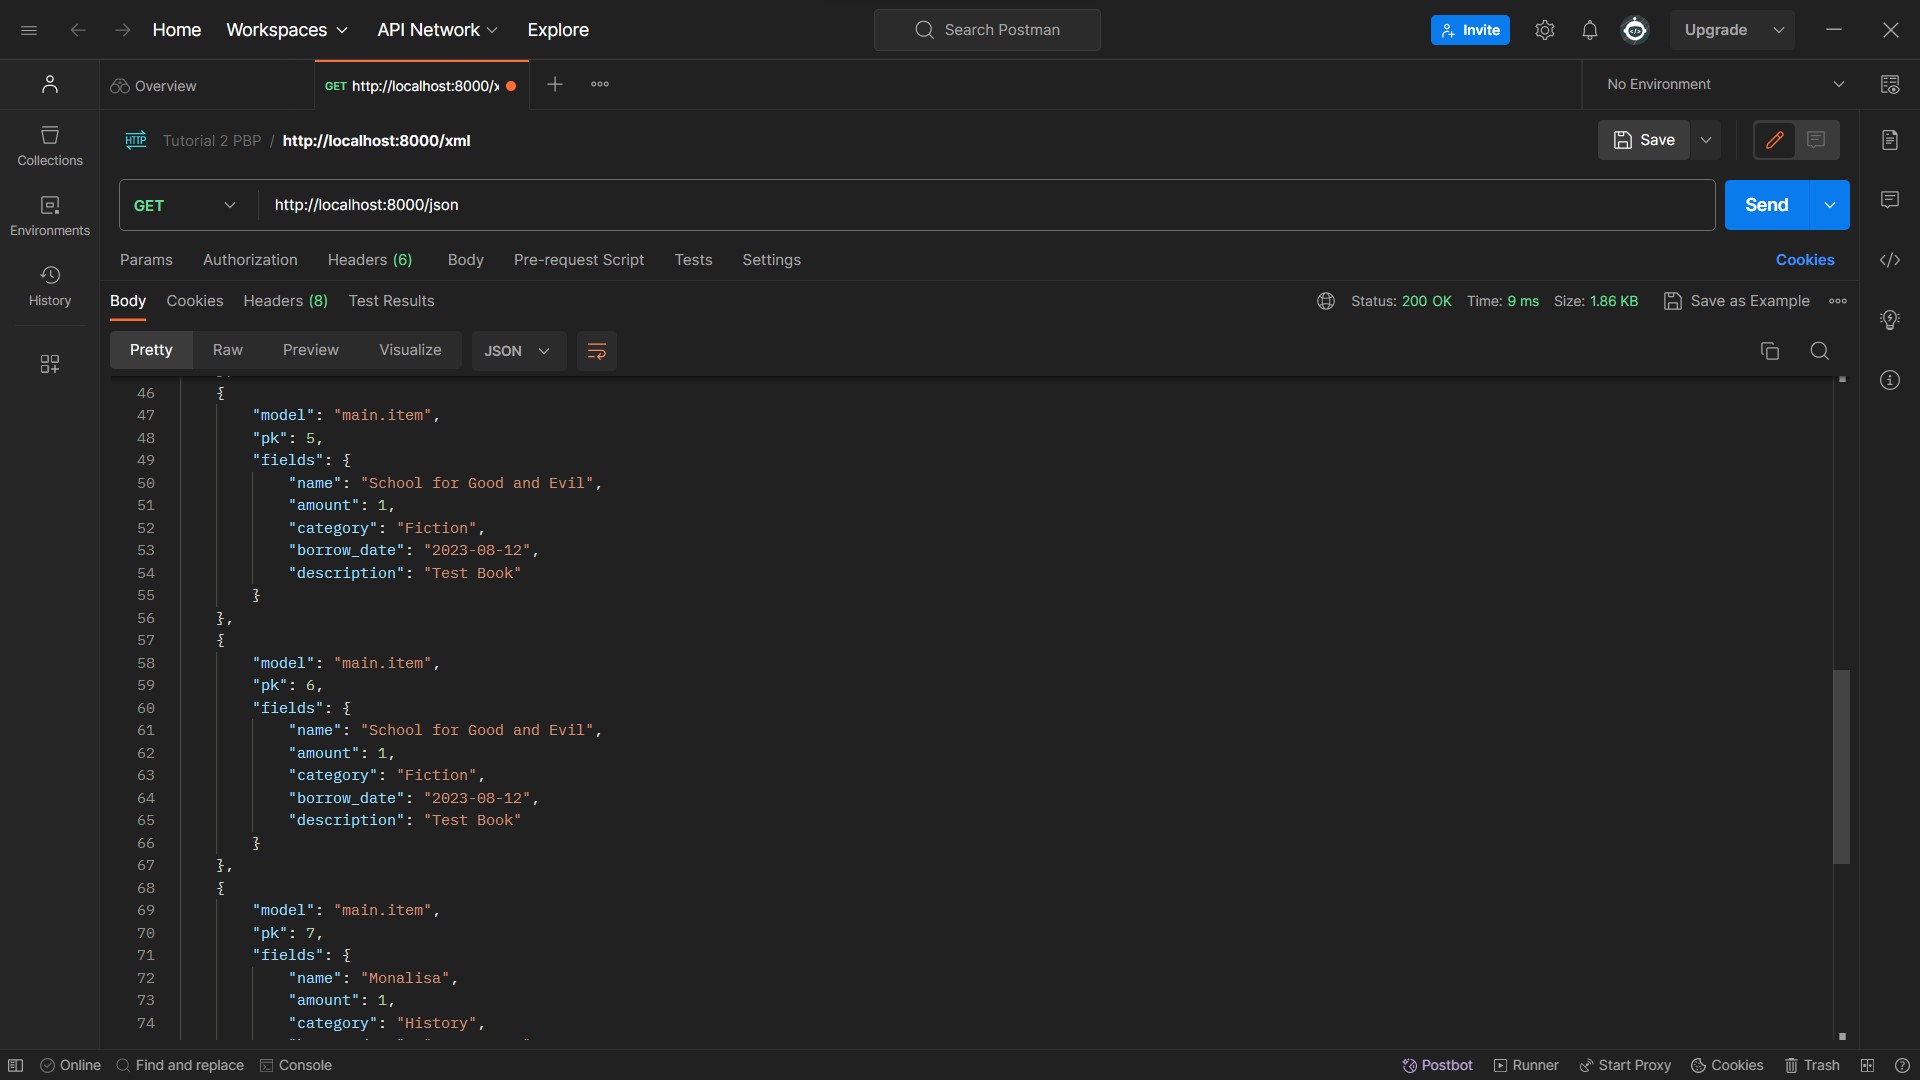 Home Workspaces API Network Explore Search Postman Invite Upgrade
Overview GET http://localhost:8000/x No Environment
Tutorial 2 PBP / http://localhost:8000/xml Save
Collections
Environments
History
GET http://localhost:8000/json Send
Params Authorization Headers (6) Body Pre-request Script Tests Settings Cookies
Body Cookies Headers (8) Test Results Status: 200 OK Time: 9 ms Size: 1.86 KB Save as Example
Pretty Raw Preview Visualize JSON
46 {
47 "model": "main.item",
48 "pk": 5,
49 "fields": {
50 "name": "School for Good and Evil",
51 "amount": 1,
52 "category": "Fiction",
53 "borrow_date": "2023-08-12",
54 "description": "Test Book"
55 }
56 },
57 {
58 "model": "main.item",
59 "pk": 6,
60 "fields": {
61 "name": "School for Good and Evil",
62 "amount": 1,
63 "category": "Fiction",
64 "borrow_date": "2023-08-12",
65 "description": "Test Book"
66 }
67 },
68 {
69 "model": "main.item",
70 "pk": 7,
71 "fields": {
72 "name": "Monalisa",
73 "amount": 1,
74 "category": "History",
Online Find and replace Console Postbot Runner Start Proxy Cookies Trash